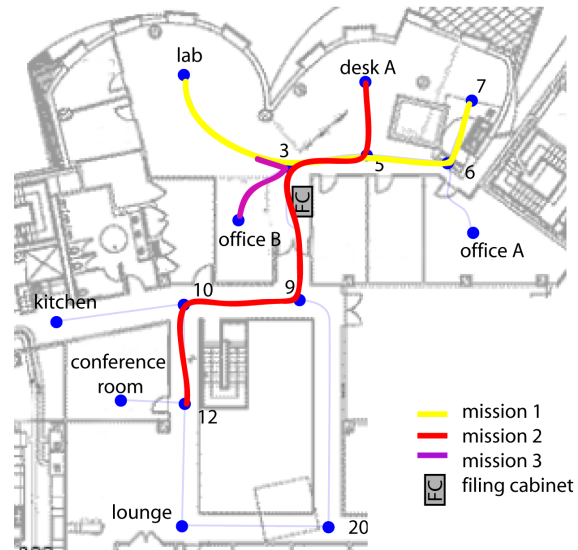 lab
desk A
7
3
5
6
FC
office B
office A
10
9
kitchen
conference
room
12
mission 1
mission 2
mission 3
FC
filing cabinet
lounge
20